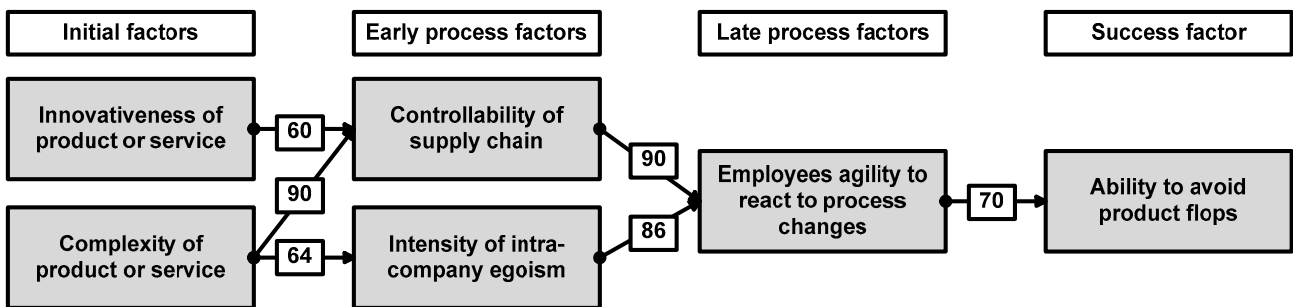 Initial factors
Early process factors
Late process factors
Success factor
Innovativeness of
product or service
60
Controllability of
supply chain
90
90
Employees agility to
react to process
changes
70
Ability to avoid
product flops
Complexity of
product or service
64
Intensity of intra-
company egoism
86